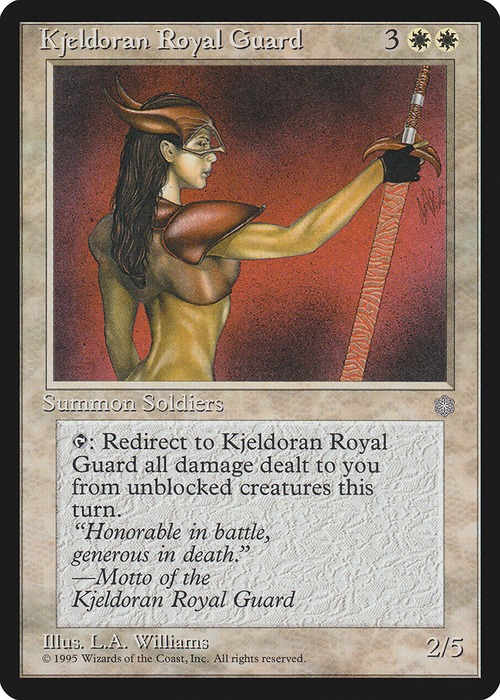 Kjeldoran Royal Guard 3
Summon Soldiers
: Redirect to Kjeldoran Royal
Guard all damage dealt to you
from unblocked creatures this
turn.
“Honorable in battle,
generous in death.”
—Motto of the
Kjeldoran Royal Guard
Illus. L.A. Williams
2/5
© 1995 Wizards of the Coast, Inc. All rights reserved.